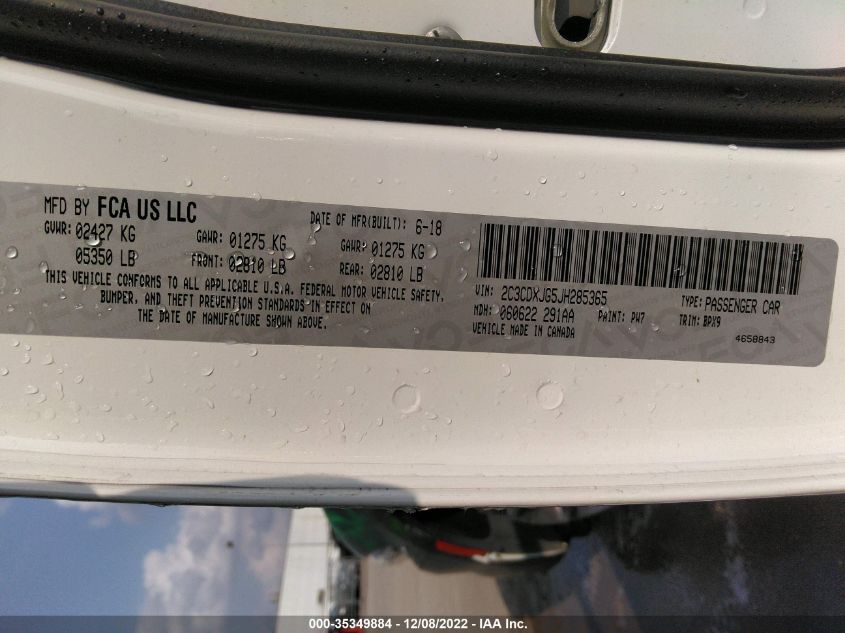 MFD BY FCA US LLC
DATE OF MFR(BUILT): 6-18
GVWR: 02427 KG
GAWR: 01275 KG
GAWR: 01275 KG
05350 LB
FRONT: 02810 LB
REAR: 02810 LB
THIS VEHICLE CONFORMS TO ALL APPLICABLE U.S.A. FEDERAL MOTOR VEHICLE SAFETY,
BUMPER, AND THEFT PREVENTION STANDARDS IN EFFECT ON
THE DATE OF MANUFACTURE SHOWN ABOVE.
VIN: 2C3CDXJG5JH285365
TYPE: PASSENGER CAR
MDH: 060622 291AA
PAINT: PW7
TRIM: BPX9
VEHICLE MADE IN CANADA
4658843
000-35349884 - 12/08/2022 - IAA Inc.